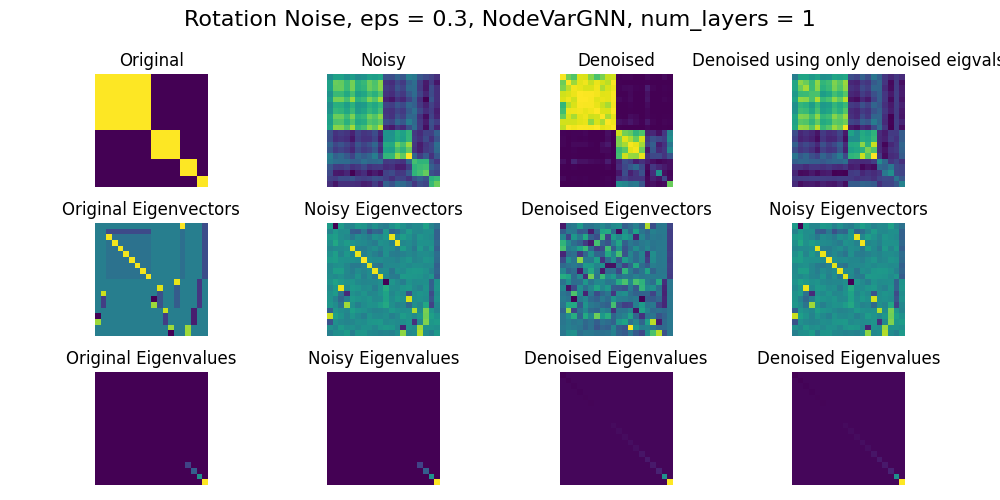 Rotation Noise, eps = 0.3, NodeVarGNN, num_layers = 1
Original
Noisy
Denoised
Denoised using only denoised eigvals
Original Eigenvectors
Noisy Eigenvectors
Denoised Eigenvectors
Noisy Eigenvectors
Original Eigenvalues
Noisy Eigenvalues
Denoised Eigenvalues
Denoised Eigenvalues